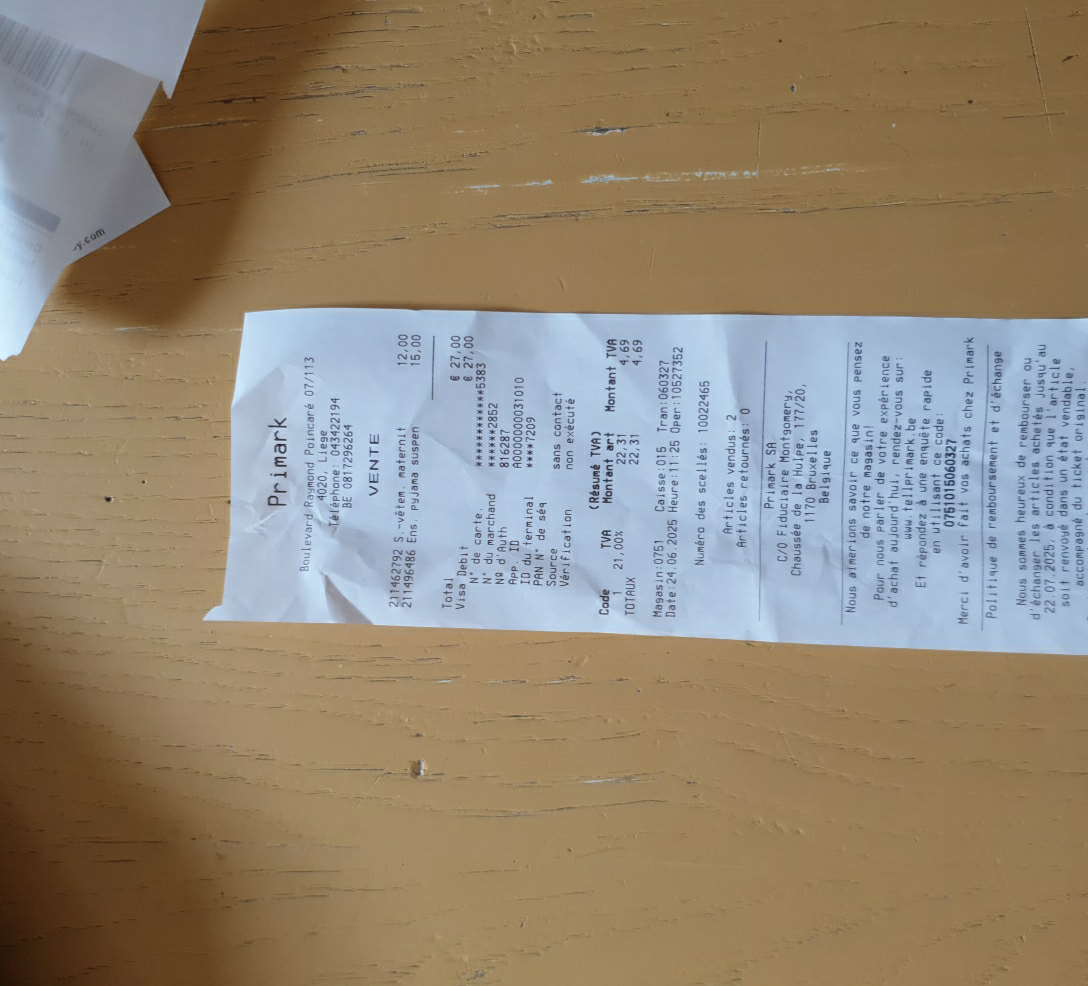 -y.com
Primark
Boulevard Raymond Poincaré 07/113
4020, Liege
Téléphone: 043422194
BE 0817296264
VENTE
211462792 S.-vêtem. maternit 12,00
211496486 Ens. pyjama suspen 15,00
Total € 27,00
Visa Debit € 27,00
N° de carte. ************5383
N° du marchand ******2852
Nº d'Auth 816287
APP. ID A0000000031010
ID du terminal ****7209
PAN N° de séq
Source sans contact
Vérification non exécuté
(Résumé TVA)
Code TVA Montant art Montant TVA
1 21,00% 22,31 4,69
TOTAUX 22,31 4,69
Magasin:0751 Caisse:015 Tran:060327
Date:24.06.2025 Heure:11:25 Oper:10527352
Numéro des scellés: 10022465
Articles vendus: 2
Articles retournés: 0
Primark SA
C/O Fiduciaire Montgomery,
Chaussée de la Hulpe, 177/20,
1170 Bruxelles
Belgique
Nous aimerions savoir ce que vous pensez
de notre magasin!
Pour nous parler de votre expérience
d'achat aujourd'hui, rendez-vous sur:
www.tellprimark.be
Et répondez à une enquête rapide
en utilisant ce code:
075101506032​7
Merci d'avoir fait vos achats chez Primark
Politique de remboursement et d'échange
Nous sommes heureux de rembourser ou
d'échanger les articles achetés jusqu'au
22.07.2025, à condition que l'article
soit renvoyé dans un état vendable,
accompagné du ticket original.